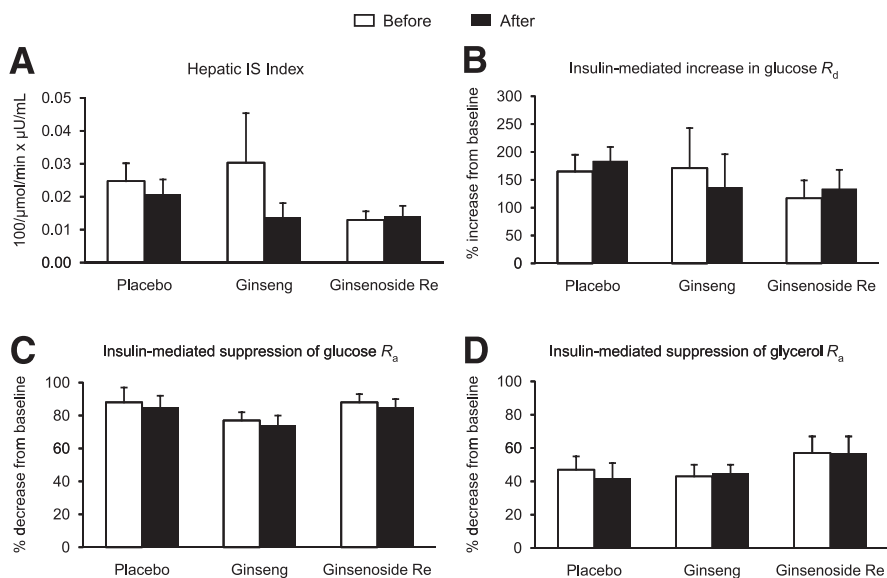 Before After
A
Hepatic IS Index
100/μmol/min x μU/mL
0.05
0.04
0.03
0.02
0.01
0.00
Placebo Ginseng Ginsenoside Re
B
Insulin-mediated increase in glucose Rd
% increase from baseline
300
250
200
150
100
50
0
Placebo Ginseng Ginsenoside Re
C
Insulin-mediated suppression of glucose Ra
% decrease from baseline
100
80
60
40
20
0
Placebo Ginseng Ginsenoside Re
D
Insulin-mediated suppression of glycerol Ra
% decrease from baseline
100
80
60
40
20
0
Placebo Ginseng Ginsenoside Re